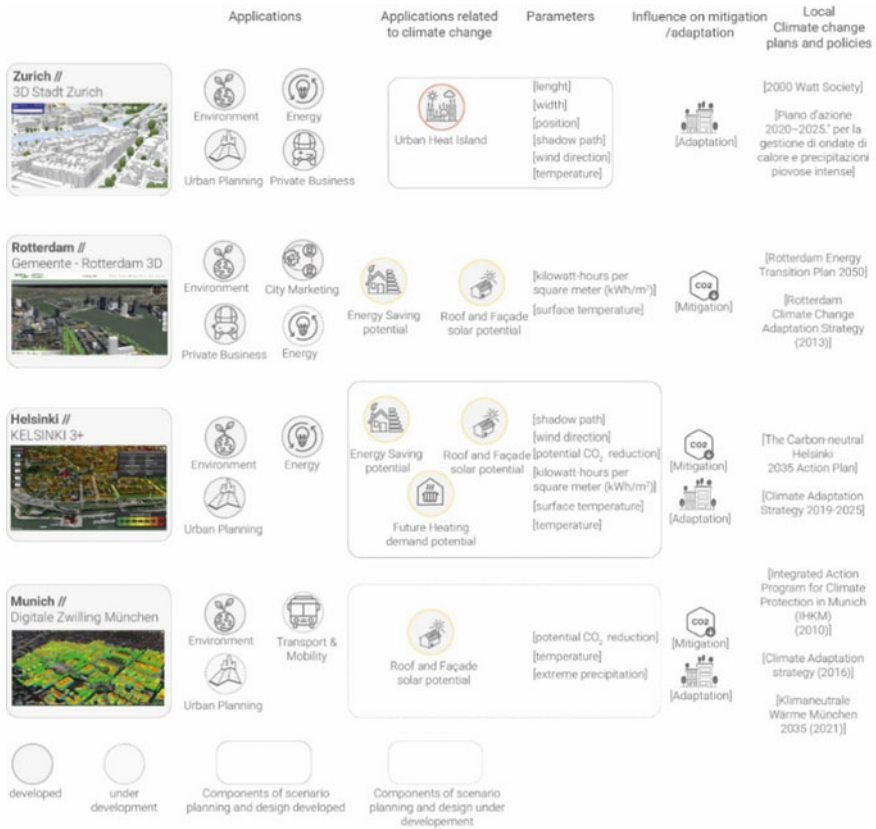 Applications
Applications related
to climate change
Parameters
Influence on mitigation
/adaptation
Local
Climate change
plans and policies
Zurich //
3D Stadt Zurich
Environment
Energy
Urban Planning
Private Business
Urban Heat Island
[lenght]
[width]
[position]
[shadow path]
[wind direction]
[temperature]
[Adaptation]
[2000 Watt Society]
[Piano d'azione
2020–2025." per la
gestione di ondate di
calore e precipitazioni
piovose intense]
Rotterdam //
Gemeente - Rotterdam 3D
Environment
City Marketing
Private Business
Energy
Energy Saving
potential
Roof and Façade
solar potential
[kilowatt-hours per
square meter (kWh/m²)]
[surface temperature]
CO2
[Mitigation]
[Rotterdam Energy
Transition Plan 2050]
[Rotterdam
Climate Change
Adaptation Strategy
(2013)]
Helsinki //
KELSINKI 3+
Environment
Energy
Urban Planning
Energy Saving
potential
Roof and Façade
solar potential
Future Heating
demand potential
[shadow path]
[wind direction]
[potential CO₂ reduction]
[kilowatt-hours per
square meter (kWh/m²)]
[surface temperature]
[temperature]
CO2
[Mitigation]
[Adaptation]
[The Carbon-neutral
Helsinki
2035 Action Plan]
[Climate Adaptation
Strategy 2019-2025]
Munich //
Digitale Zwilling München
Environment
Transport &
Mobility
Urban Planning
Roof and Façade
solar potential
[potential CO₂ reduction]
[temperature]
[extreme precipitation]
CO2
[Mitigation]
[Adaptation]
[Integrated Action
Program for Climate
Protection in Munich
(IHKM)
(2010)]
[Climate Adaptation
strategy (2016)]
[Klimaneutrale
Wärme München
2035 (2021)]
developed
under
development
Components of scenario
planning and design developed
Components of scenario
planning and design under
developement